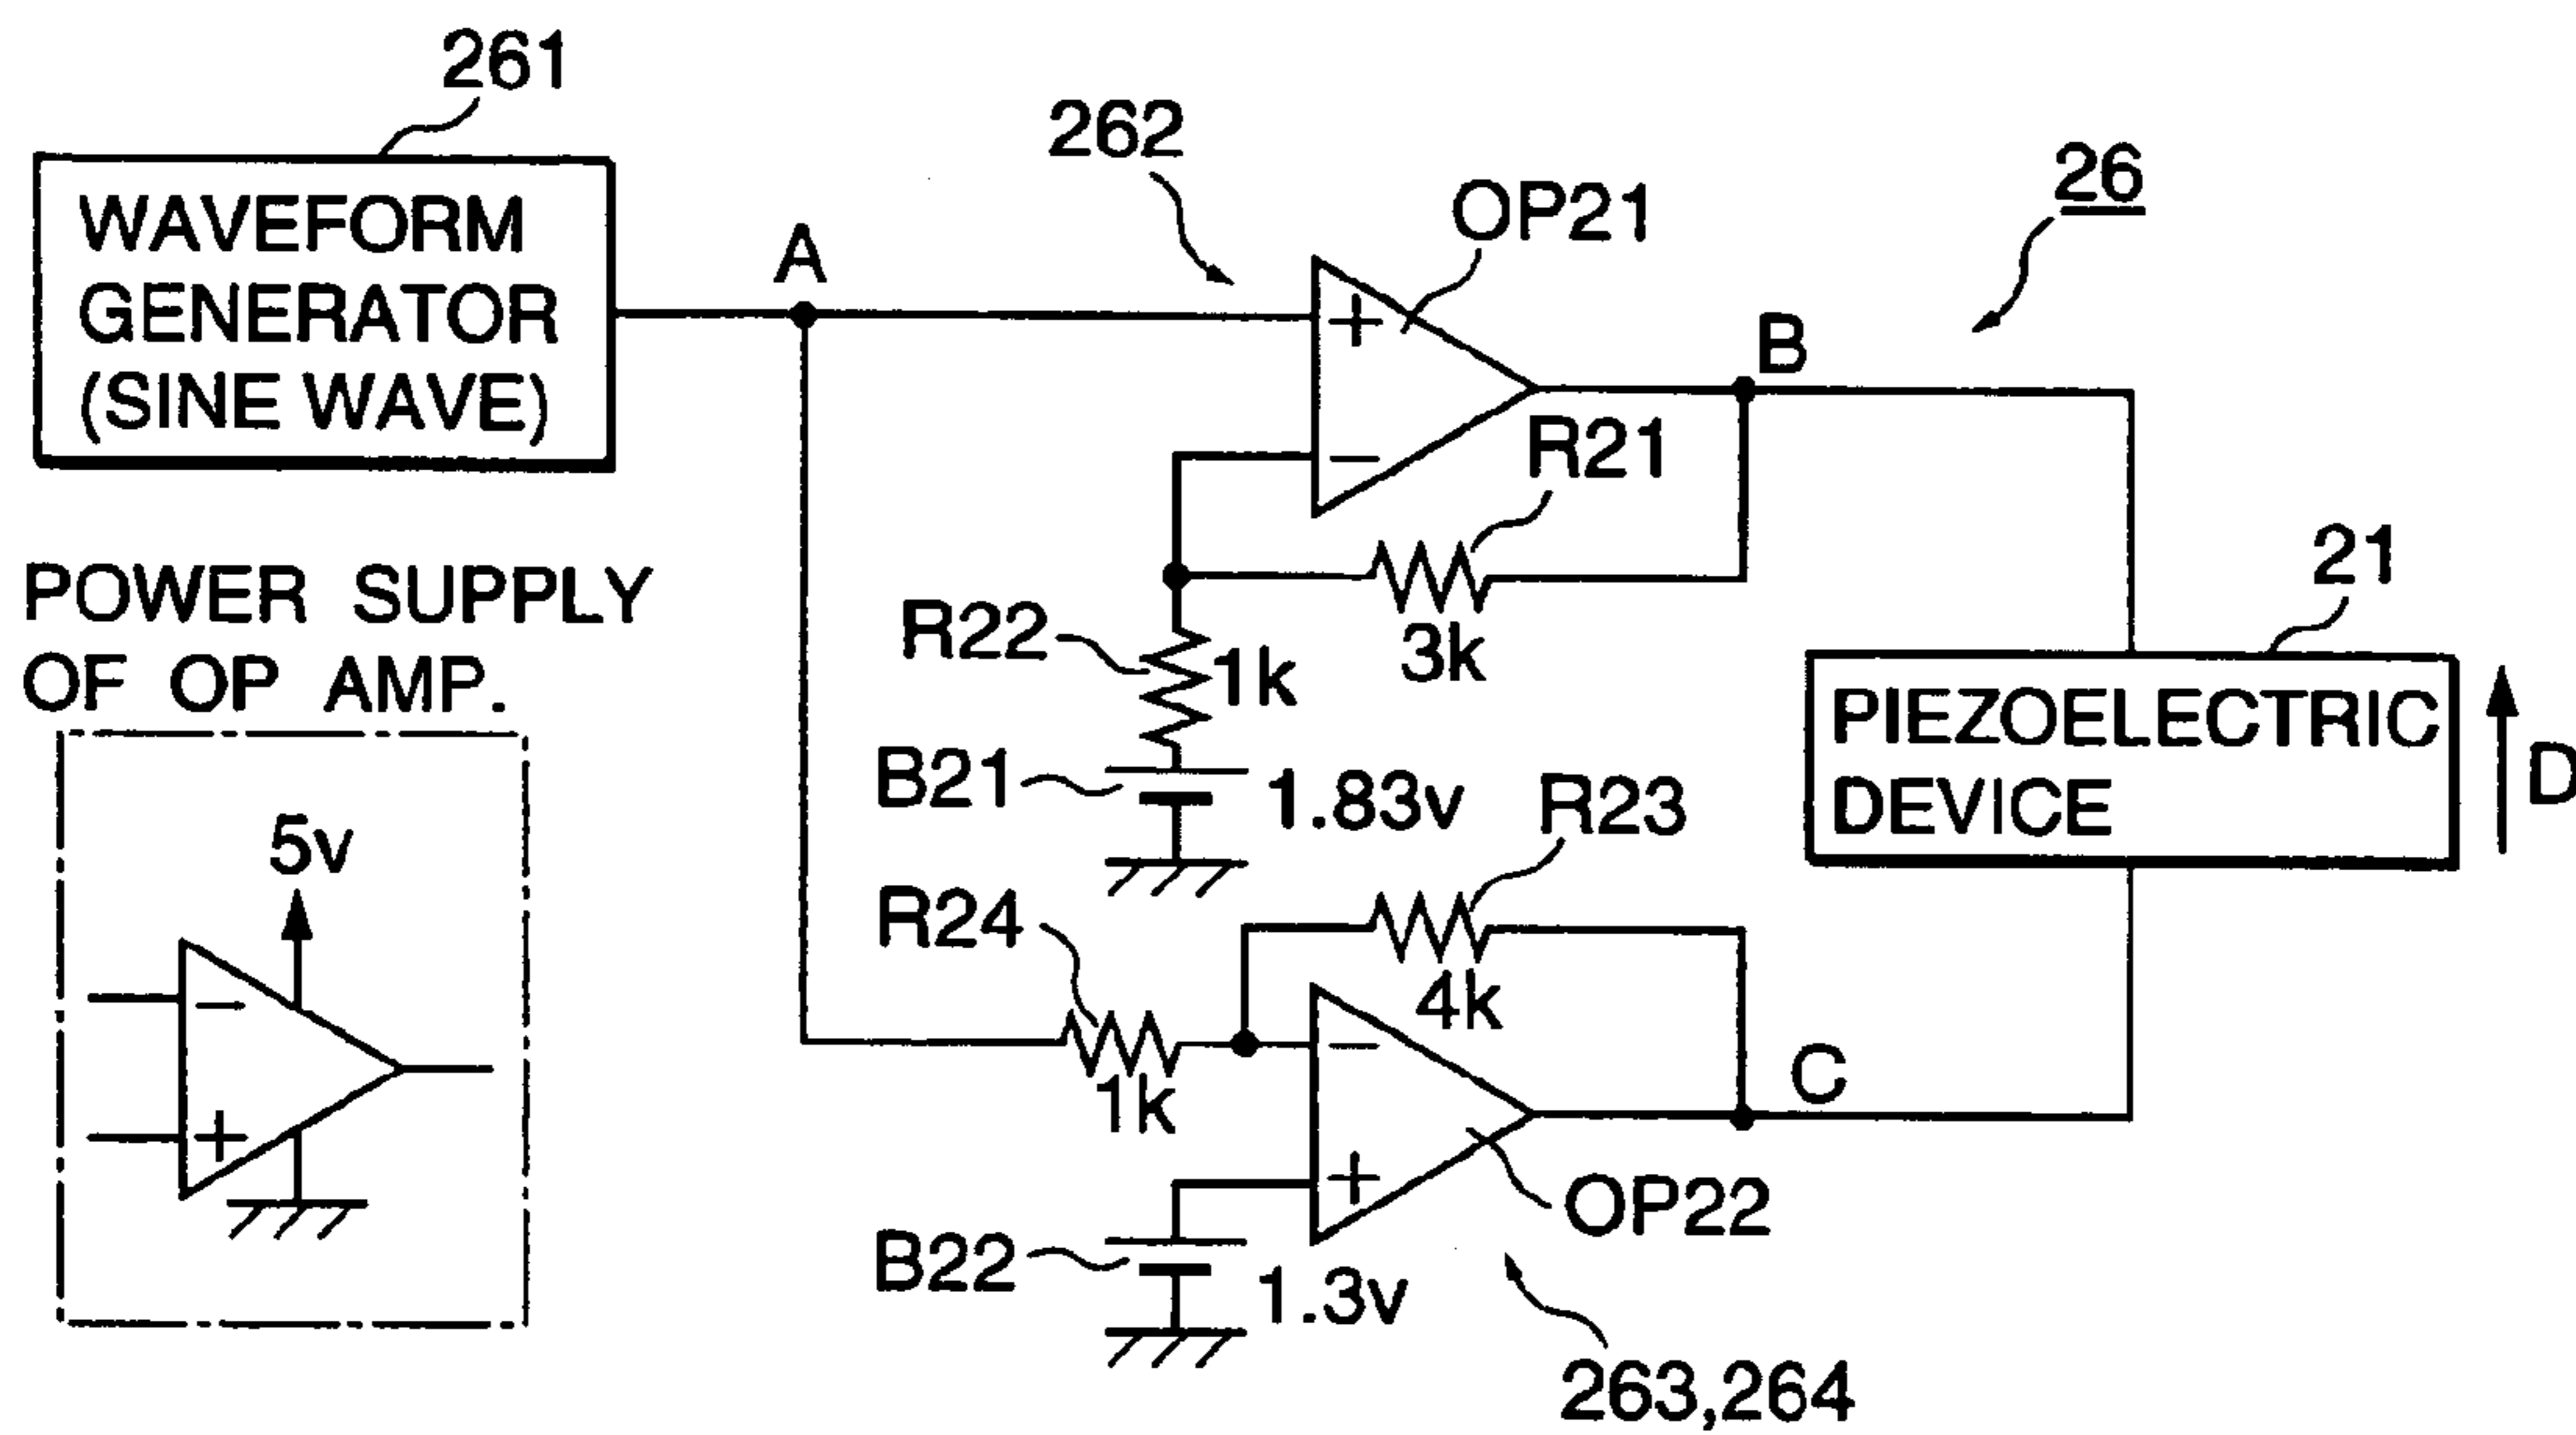 261
WAVEFORM
GENERATOR
(SINE WAVE)
262
26
A
OP21
+
−
B
R21
3k
R22
1k
B21
1.83v
21
PIEZOELECTRIC
DEVICE
D
POWER SUPPLY
OF OP AMP.
5v
−
+
R24
1k
R23
4k
−
+
C
OP22
B22
1.3v
263,264